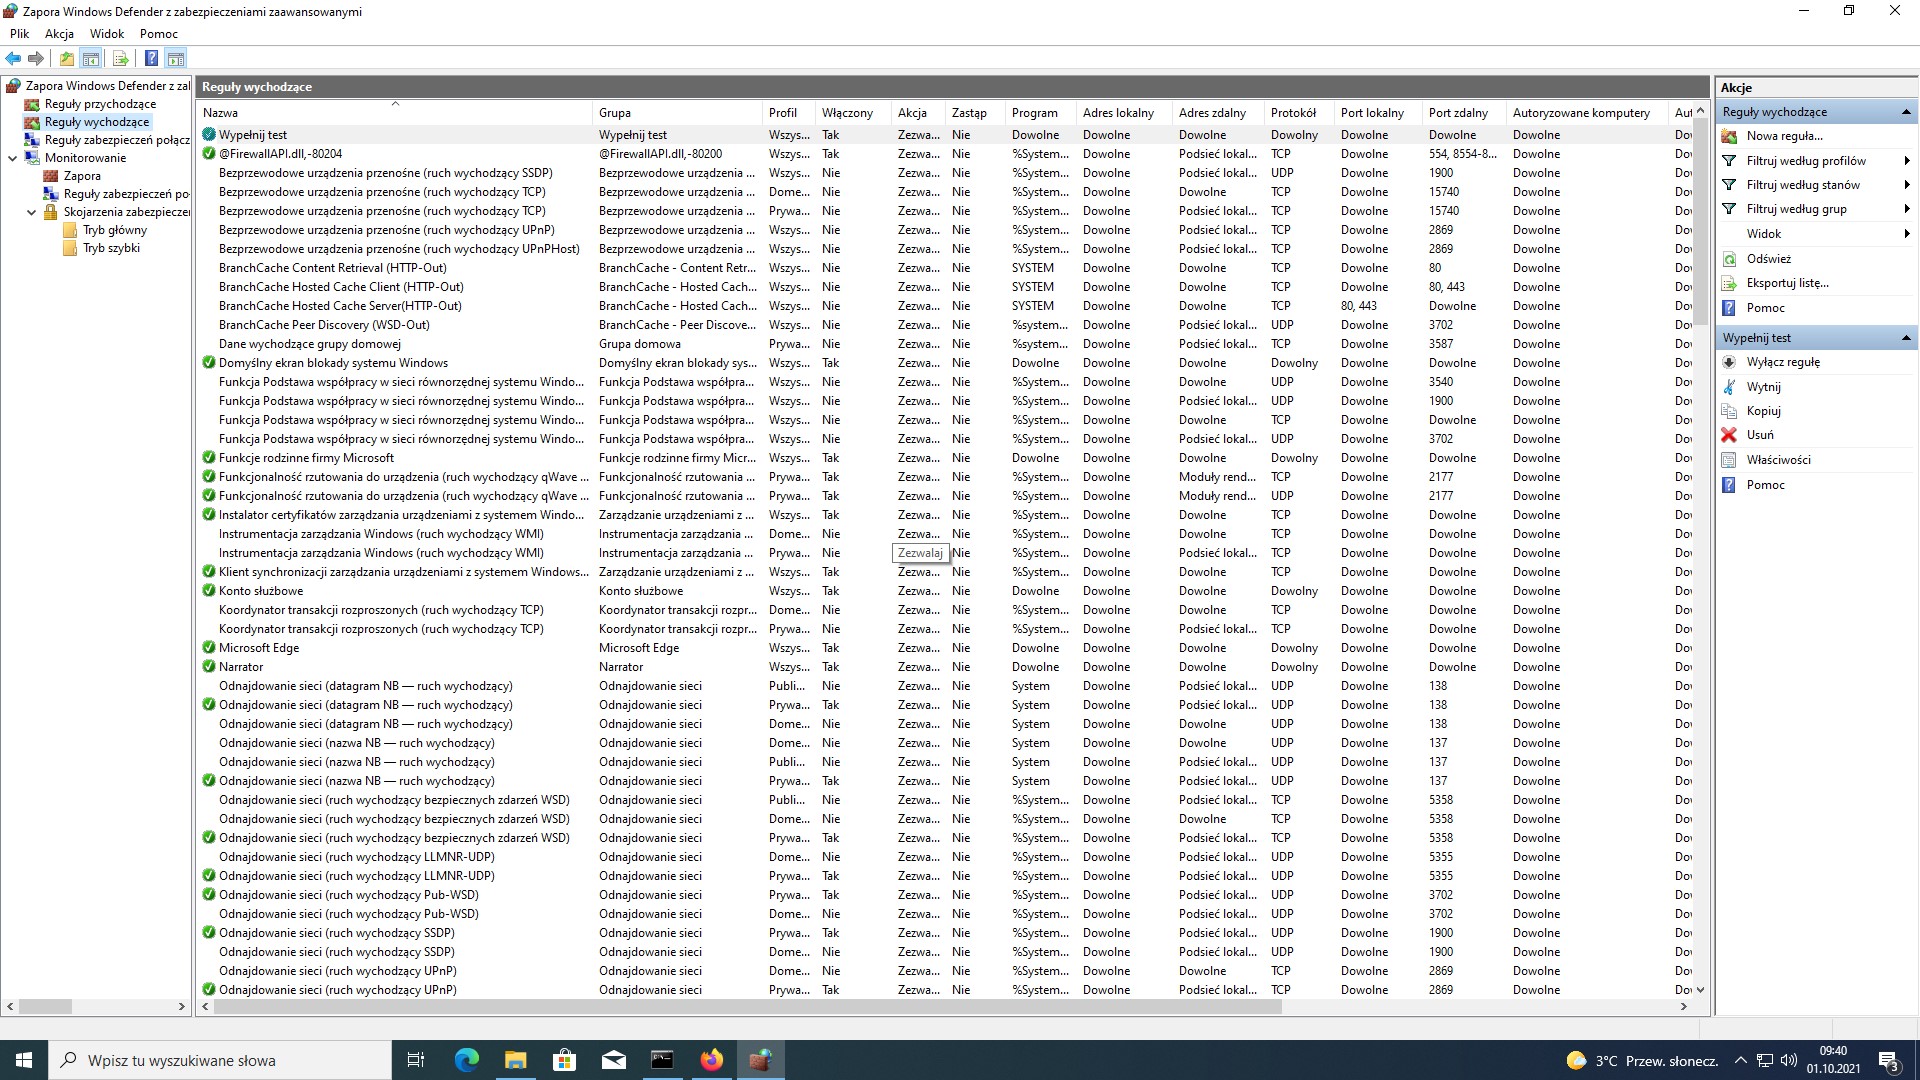 Zapora Windows Defender z zabezpieczeniami zaawansowanymi
Plik Akcja Widok Pomoc
Zapora Windows Defender z zal
Reguły przychodzące
Reguły wychodzące
Reguły zabezpieczeń połącz
Monitorowanie
Zapora
Reguły zabezpieczeń po
Skojarzenia zabezpiecze
Tryb główny
Tryb szybki
Reguły wychodzące
Nazwa Grupa Profil Włączony Akcja Zastąp Program Adres lokalny Adres zdalny Protokół Port lokalny Port zdalny Autoryzowane komputery Aut
Wypełnij test Wypełnij test Wszys... Tak Zezwa... Nie Dowolne Dowolne Dowolne Dowolny Dowolne Dowolne Dowolne Dow
@FirewallAPI.dll,-80204 @FirewallAPI.dll,-80200 Wszys... Tak Zezwa... Nie %System... Dowolne Podsieć lokal... TCP Dowolne 554, 8554-8... Dowolne Dow
Bezprzewodowe urządzenia przenośne (ruch wychodzący SSDP) Bezprzewodowe urządzenia ... Wszys... Nie Zezwa... Nie %System... Dowolne Podsieć lokal... UDP Dowolne 1900 Dowolne Dow
Bezprzewodowe urządzenia przenośne (ruch wychodzący TCP) Bezprzewodowe urządzenia ... Dome... Nie Zezwa... Nie %System... Dowolne Dowolne TCP Dowolne 15740 Dowolne Dow
Bezprzewodowe urządzenia przenośne (ruch wychodzący TCP) Bezprzewodowe urządzenia ... Prywa... Nie Zezwa... Nie %System... Dowolne Podsieć lokal... TCP Dowolne 15740 Dowolne Dow
Bezprzewodowe urządzenia przenośne (ruch wychodzący UPnP) Bezprzewodowe urządzenia ... Wszys... Nie Zezwa... Nie %System... Dowolne Podsieć lokal... TCP Dowolne 2869 Dowolne Dow
Bezprzewodowe urządzenia przenośne (ruch wychodzący UPnPHost) Bezprzewodowe urządzenia ... Wszys... Nie Zezwa... Nie %System... Dowolne Podsieć lokal... TCP Dowolne 2869 Dowolne Dow
BranchCache Content Retrieval (HTTP-Out) BranchCache - Content Retr... Wszys... Nie Zezwa... Nie SYSTEM Dowolne Dowolne TCP Dowolne 80 Dowolne Dow
BranchCache Hosted Cache Client (HTTP-Out) BranchCache - Hosted Cach... Wszys... Nie Zezwa... Nie SYSTEM Dowolne Dowolne TCP Dowolne 80, 443 Dowolne Dow
BranchCache Hosted Cache Server(HTTP-Out) BranchCache - Hosted Cach... Wszys... Nie Zezwa... Nie SYSTEM Dowolne Dowolne TCP 80, 443 Dowolne Dowolne Dow
BranchCache Peer Discovery (WSD-Out) BranchCache - Peer Discove... Wszys... Nie Zezwa... Nie %system... Dowolne Podsieć lokal... UDP Dowolne 3702 Dowolne Dow
Dane wychodzące grupy domowej Grupa domowa Prywa... Nie Zezwa... Nie %system... Dowolne Podsieć lokal... TCP Dowolne 3587 Dowolne Dow
Domyślny ekran blokady systemu Windows Domyślny ekran blokady sys... Wszys... Tak Zezwa... Nie Dowolne Dowolne Dowolne Dowolny Dowolne Dowolne Dowolne Dow
Funkcja Podstawa współpracy w sieci równorzędnej systemu Windo... Funkcja Podstawa współpra... Wszys... Nie Zezwa... Nie %System... Dowolne Dowolne UDP Dowolne 3540 Dowolne Dow
Funkcja Podstawa współpracy w sieci równorzędnej systemu Windo... Funkcja Podstawa współpra... Wszys... Nie Zezwa... Nie %System... Dowolne Podsieć lokal... UDP Dowolne 1900 Dowolne Dow
Funkcja Podstawa współpracy w sieci równorzędnej systemu Windo... Funkcja Podstawa współpra... Wszys... Nie Zezwa... Nie %System... Dowolne Dowolne TCP Dowolne Dowolne Dowolne Dow
Funkcja Podstawa współpracy w sieci równorzędnej systemu Windo... Funkcja Podstawa współpra... Wszys... Nie Zezwa... Nie %System... Dowolne Podsieć lokal... UDP Dowolne 3702 Dowolne Dow
Funkcje rodzinne firmy Microsoft Funkcje rodzinne firmy Micr... Wszys... Tak Zezwa... Nie Dowolne Dowolne Dowolne Dowolny Dowolne Dowolne Dowolne Dow
Funkcjonalność rzutowania do urządzenia (ruch wychodzący qWave ... Funkcjonalność rzutowania ... Prywa... Tak Zezwa... Nie %System... Dowolne Moduły rend... TCP Dowolne 2177 Dowolne Dow
Funkcjonalność rzutowania do urządzenia (ruch wychodzący qWave ... Funkcjonalność rzutowania ... Prywa... Tak Zezwa... Nie %System... Dowolne Moduły rend... UDP Dowolne 2177 Dowolne Dow
Instalator certyfikatów zarządzania urządzeniami z systemem Windo... Zarządzanie urządzeniami z ... Wszys... Tak Zezwa... Nie %System... Dowolne Dowolne TCP Dowolne Dowolne Dowolne Dow
Instrumentacja zarządzania Windows (ruch wychodzący WMI) Instrumentacja zarządzania ... Dome... Nie Zezwa... Nie %System... Dowolne Dowolne TCP Dowolne Dowolne Dowolne Dow
Instrumentacja zarządzania Windows (ruch wychodzący WMI) Instrumentacja zarządzania ... Prywa... Nie Zezwalaj Nie %System... Dowolne Podsieć lokal... TCP Dowolne Dowolne Dowolne Dow
Klient synchronizacji zarządzania urządzeniami z systemem Windows... Zarządzanie urządzeniami z ... Wszys... Tak Zezwa... Nie %System... Dowolne Dowolne TCP Dowolne Dowolne Dowolne Dow
Konto służbowe Konto służbowe Wszys... Tak Zezwa... Nie Dowolne Dowolne Dowolne Dowolny Dowolne Dowolne Dowolne Dow
Koordynator transakcji rozproszonych (ruch wychodzący TCP) Koordynator transakcji rozpr... Dome... Nie Zezwa... Nie %System... Dowolne Dowolne TCP Dowolne Dowolne Dowolne Dow
Koordynator transakcji rozproszonych (ruch wychodzący TCP) Koordynator transakcji rozpr... Prywa... Nie Zezwa... Nie %System... Dowolne Podsieć lokal... TCP Dowolne Dowolne Dowolne Dow
Microsoft Edge Microsoft Edge Wszys... Tak Zezwa... Nie Dowolne Dowolne Dowolne Dowolny Dowolne Dowolne Dowolne Dow
Narrator Narrator Wszys... Tak Zezwa... Nie Dowolne Dowolne Dowolne Dowolny Dowolne Dowolne Dowolne Dow
Odnajdowanie sieci (datagram NB — ruch wychodzący) Odnajdowanie sieci Publi... Nie Zezwa... Nie System Dowolne Podsieć lokal... UDP Dowolne 138 Dowolne Dow
Odnajdowanie sieci (datagram NB — ruch wychodzący) Odnajdowanie sieci Prywa... Tak Zezwa... Nie System Dowolne Podsieć lokal... UDP Dowolne 138 Dowolne Dow
Odnajdowanie sieci (datagram NB — ruch wychodzący) Odnajdowanie sieci Dome... Nie Zezwa... Nie System Dowolne Dowolne UDP Dowolne 138 Dowolne Dow
Odnajdowanie sieci (nazwa NB — ruch wychodzący) Odnajdowanie sieci Dome... Nie Zezwa... Nie System Dowolne Dowolne UDP Dowolne 137 Dowolne Dow
Odnajdowanie sieci (nazwa NB — ruch wychodzący) Odnajdowanie sieci Publi... Nie Zezwa... Nie System Dowolne Podsieć lokal... UDP Dowolne 137 Dowolne Dow
Odnajdowanie sieci (nazwa NB — ruch wychodzący) Odnajdowanie sieci Prywa... Tak Zezwa... Nie System Dowolne Podsieć lokal... UDP Dowolne 137 Dowolne Dow
Odnajdowanie sieci (ruch wychodzący bezpiecznych zdarzeń WSD) Odnajdowanie sieci Publi... Nie Zezwa... Nie %System... Dowolne Podsieć lokal... TCP Dowolne 5358 Dowolne Dow
Odnajdowanie sieci (ruch wychodzący bezpiecznych zdarzeń WSD) Odnajdowanie sieci Dome... Nie Zezwa... Nie %System... Dowolne Dowolne TCP Dowolne 5358 Dowolne Dow
Odnajdowanie sieci (ruch wychodzący bezpiecznych zdarzeń WSD) Odnajdowanie sieci Prywa... Tak Zezwa... Nie %System... Dowolne Podsieć lokal... TCP Dowolne 5358 Dowolne Dow
Odnajdowanie sieci (ruch wychodzący LLMNR-UDP) Odnajdowanie sieci Dome... Nie Zezwa... Nie %System... Dowolne Podsieć lokal... UDP Dowolne 5355 Dowolne Dow
Odnajdowanie sieci (ruch wychodzący LLMNR-UDP) Odnajdowanie sieci Prywa... Tak Zezwa... Nie %System... Dowolne Podsieć lokal... UDP Dowolne 5355 Dowolne Dow
Odnajdowanie sieci (ruch wychodzący Pub-WSD) Odnajdowanie sieci Prywa... Tak Zezwa... Nie %System... Dowolne Podsieć lokal... UDP Dowolne 3702 Dowolne Dow
Odnajdowanie sieci (ruch wychodzący Pub-WSD) Odnajdowanie sieci Dome... Nie Zezwa... Nie %System... Dowolne Podsieć lokal... UDP Dowolne 3702 Dowolne Dow
Odnajdowanie sieci (ruch wychodzący SSDP) Odnajdowanie sieci Prywa... Tak Zezwa... Nie %System... Dowolne Podsieć lokal... UDP Dowolne 1900 Dowolne Dow
Odnajdowanie sieci (ruch wychodzący SSDP) Odnajdowanie sieci Dome... Nie Zezwa... Nie %System... Dowolne Podsieć lokal... UDP Dowolne 1900 Dowolne Dow
Odnajdowanie sieci (ruch wychodzący UPnP) Odnajdowanie sieci Dome... Nie Zezwa... Nie %System... Dowolne Dowolne TCP Dowolne 2869 Dowolne Dow
Odnajdowanie sieci (ruch wychodzący UPnP) Odnajdowanie sieci Prywa... Tak Zezwa... Nie %System... Dowolne Podsieć lokal... TCP Dowolne 2869 Dowolne Dow
Akcje
Reguły wychodzące
Nowa reguła...
Filtruj według profilów
Filtruj według stanów
Filtruj według grup
Widok
Odśwież
Eksportuj listę...
Pomoc
Wypełnij test
Wyłącz regułę
Wytnij
Kopiuj
Usuń
Właściwości
Pomoc
Wpisz tu wyszukiwane słowa
3°C Przew. słonecz.
09:40
01.10.2021
3